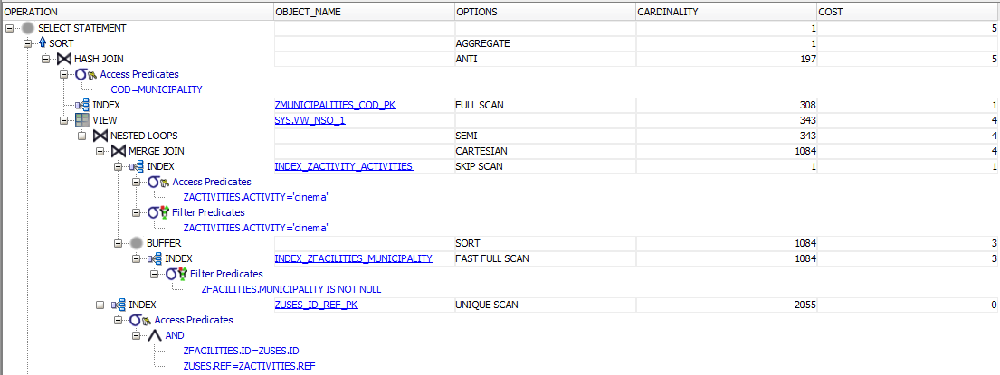 OPERATION OBJECT_NAME OPTIONS CARDINALITY COST
SELECT STATEMENT 1 5
SORT AGGREGATE 1
HASH JOIN ANTI 197 5
Access Predicates
COD=MUNICIPALITY
INDEX ZMUNICIPALITIES_COD_PK FULL SCAN 308 1
VIEW SYS.VW_NSO_1 343 4
NESTED LOOPS SEMI 343 4
MERGE JOIN CARTESIAN 1084 4
INDEX INDEX_ZACTIVITY_ACTIVITIES SKIP SCAN 1 1
Access Predicates
ZACTIVITIES.ACTIVITY='cinema'
Filter Predicates
ZACTIVITIES.ACTIVITY='cinema'
BUFFER SORT 1084 3
INDEX INDEX_ZFACILITIES_MUNICIPALITY FAST FULL SCAN 1084 3
Filter Predicates
ZFACILITIES.MUNICIPALITY IS NOT NULL
INDEX ZUSES_ID_REF_PK UNIQUE SCAN 2055 0
Access Predicates
AND
ZFACILITIES.ID=ZUSES.ID
ZUSES.REF=ZACTIVITIES.REF